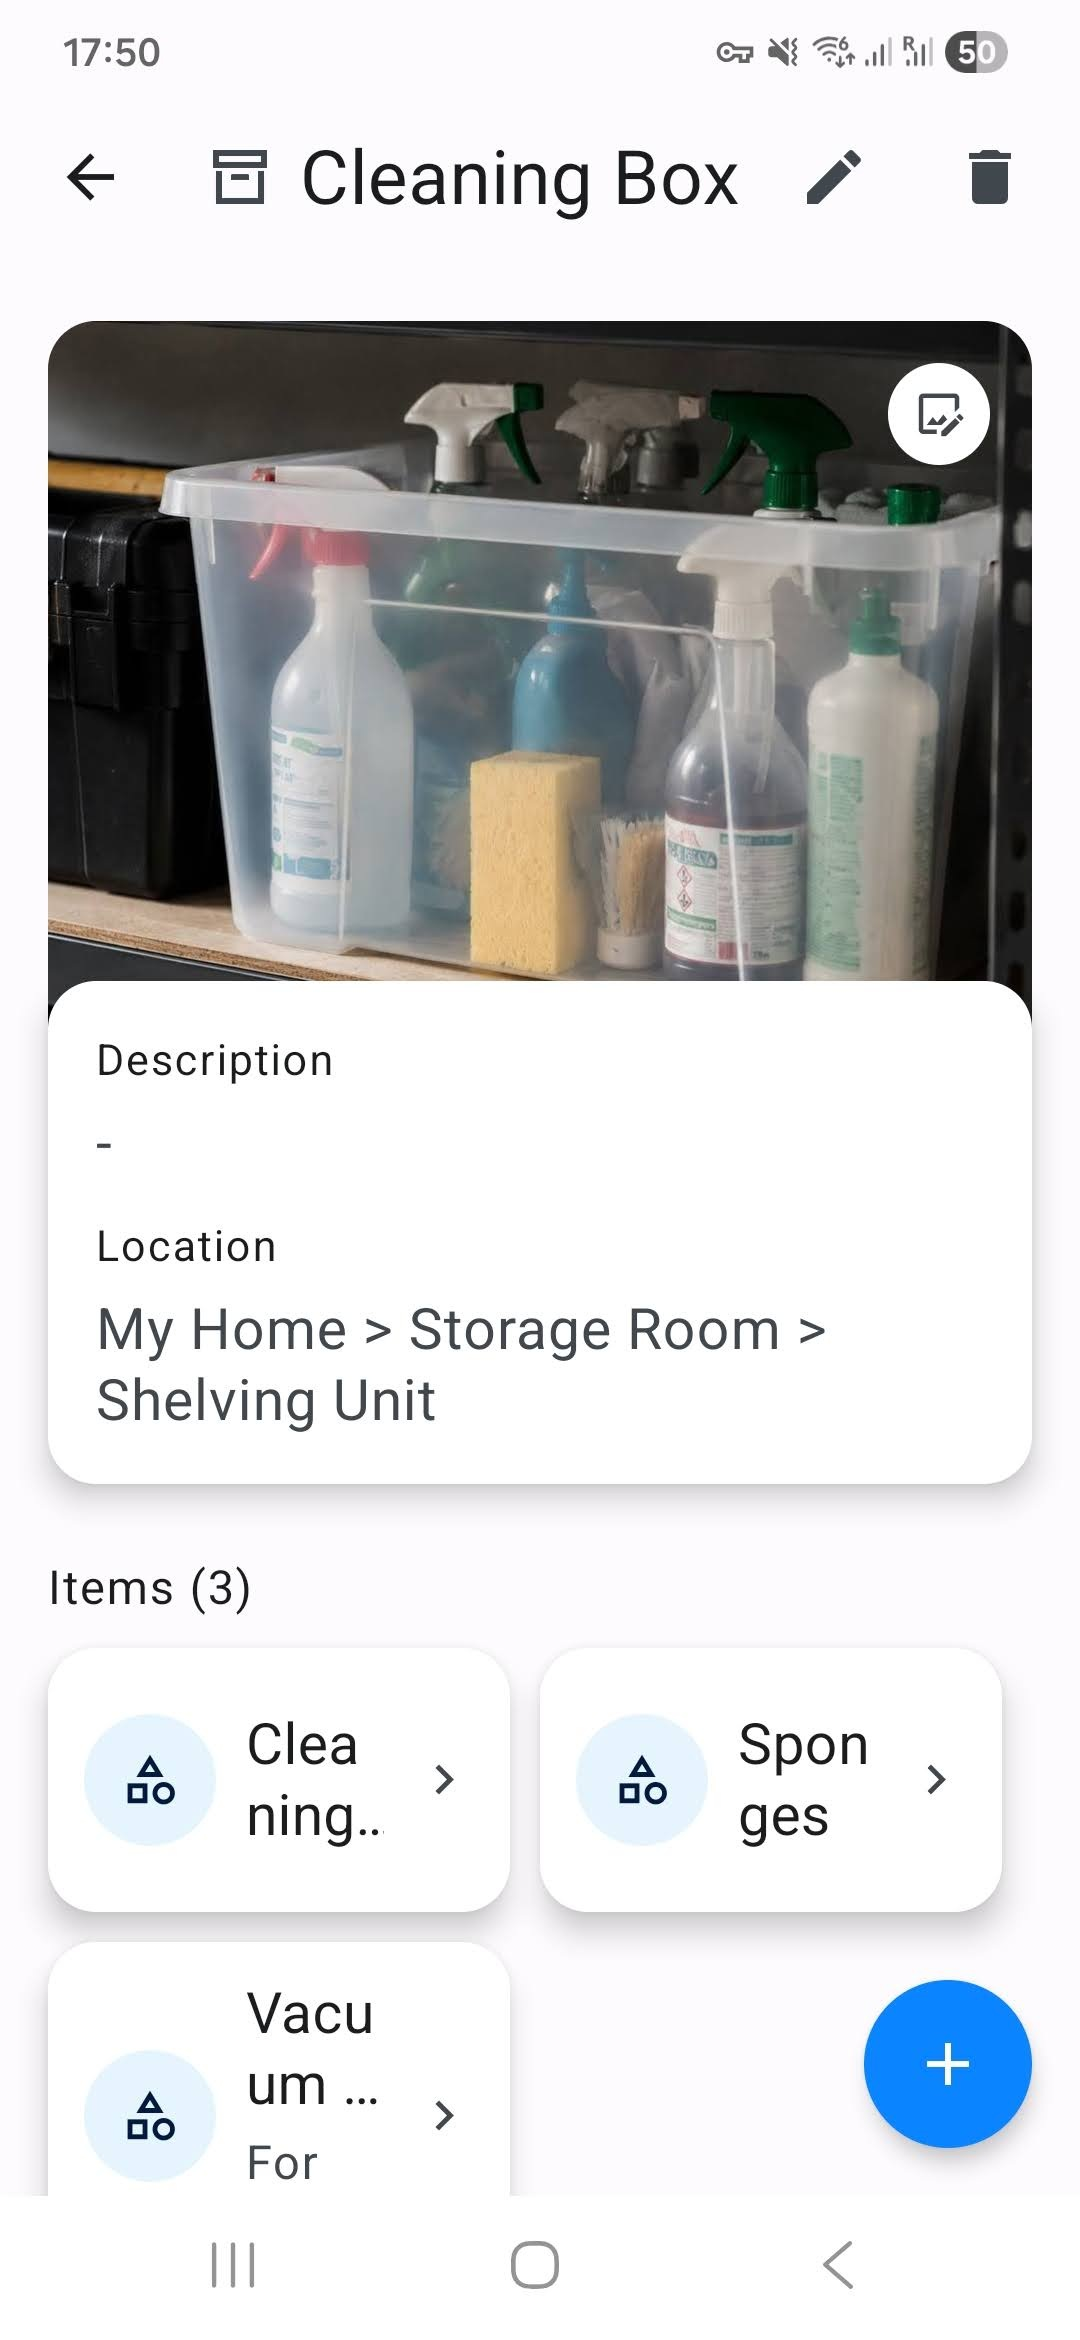 17:50
R
6
50
Cleaning Box
Description
-
Location
My Home > Storage Room >
Shelving Unit
Items (3)
Clea
ning...
Spon
ges
Vacu
um ...
For